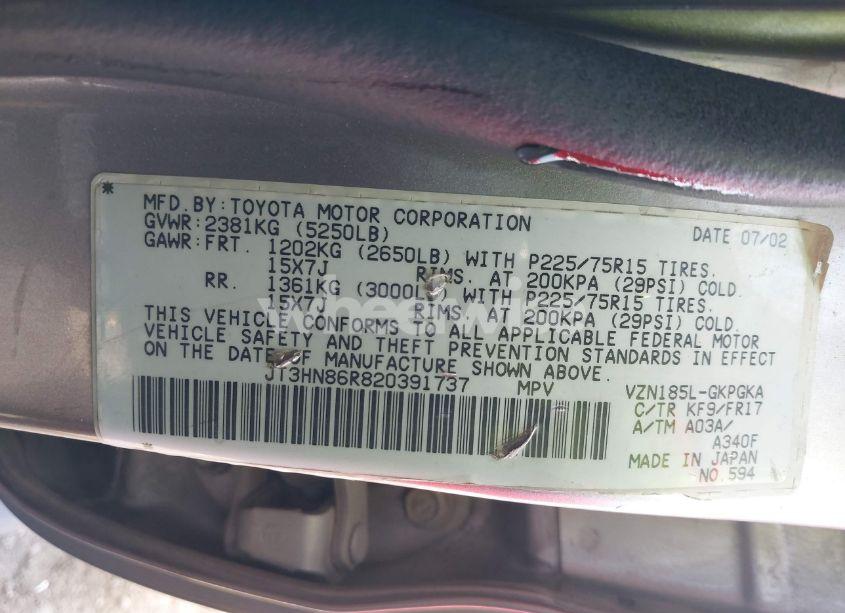 *
MFD.BY:TOYOTA MOTOR CORPORATION DATE 07/02
GVWR:2381KG (5250LB)
GAWR:FRT. 1202KG (2650LB) WITH P225/75R15 TIRES.
15X7J RIMS. AT 200KPA (29PSI) COLD.
RR. 1361KG (3000LB) WITH P225/75R15 TIRES.
15X7J RIMS. AT 200KPA (29PSI) COLD.
THIS VEHICLE CONFORMS TO ALL APPLICABLE FEDERAL MOTOR
VEHICLE SAFETY AND THEFT PREVENTION STANDARDS IN EFFECT
ON THE DATE OF MANUFACTURE SHOWN ABOVE.
JT3HN86R820391737 MPV
VZN185L-GKPGKA
C/TR KF9/FR17
A/TM A03A/
A340F
MADE IN JAPAN
NO.594